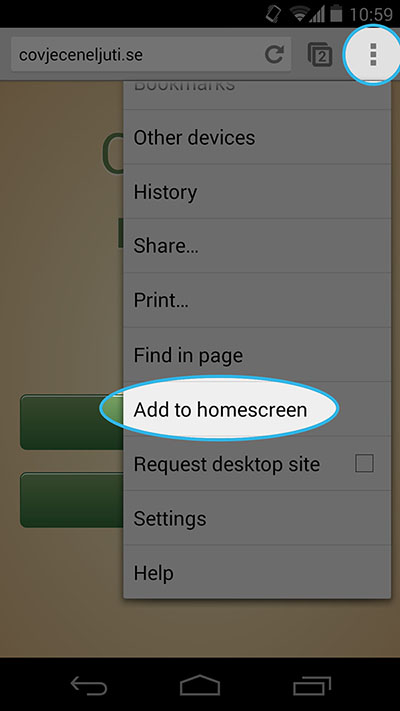 10:59
covjeceneljuti.se
2
Bookmarks
Other devices
History
Share...
Print...
Find in page
Add to homescreen
Request desktop site
Settings
Help